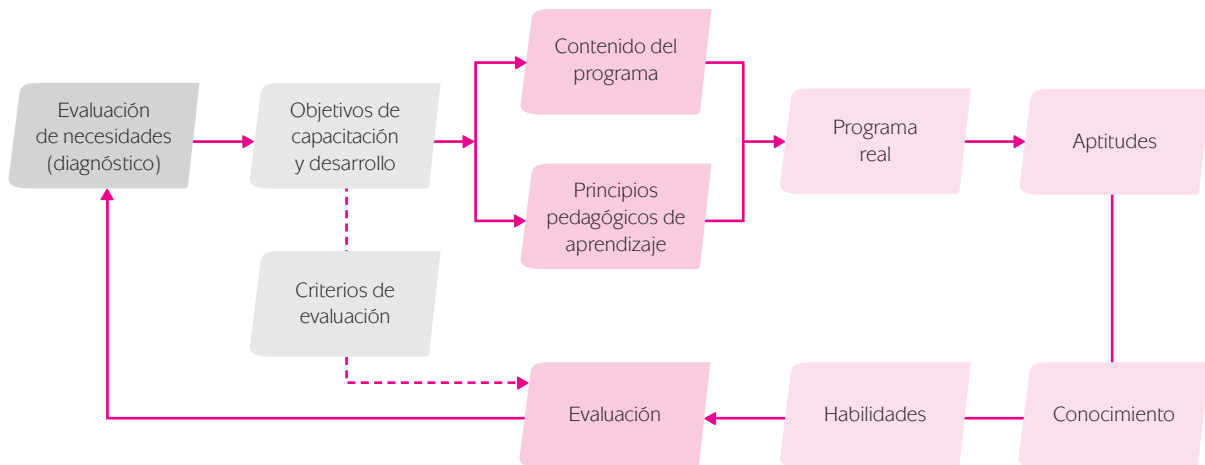 Evaluación
de necesidades
(diagnóstico)
Objetivos de
capacitación
y desarrollo
Contenido del
programa
Principios
pedagógicos de
aprendizaje
Programa
real
Aptitudes
Criterios de
evaluación
Evaluación
Habilidades
Conocimiento